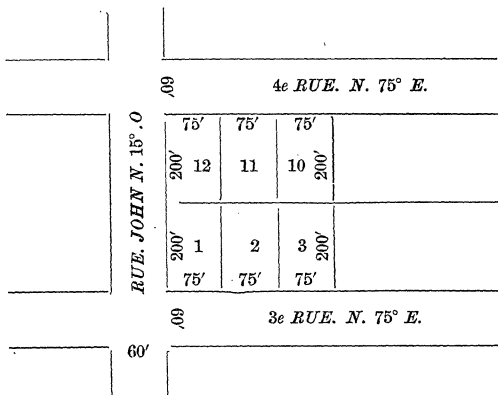 60′
4e RUE. N. 75° E.
RUE. JOHN N. 15°. O
75′ 75′ 75′
200′ 12 11 10 200′
200′ 1 2 3 200′
75′ 75′ 75′
60′
3e RUE. N. 75° E.
60′